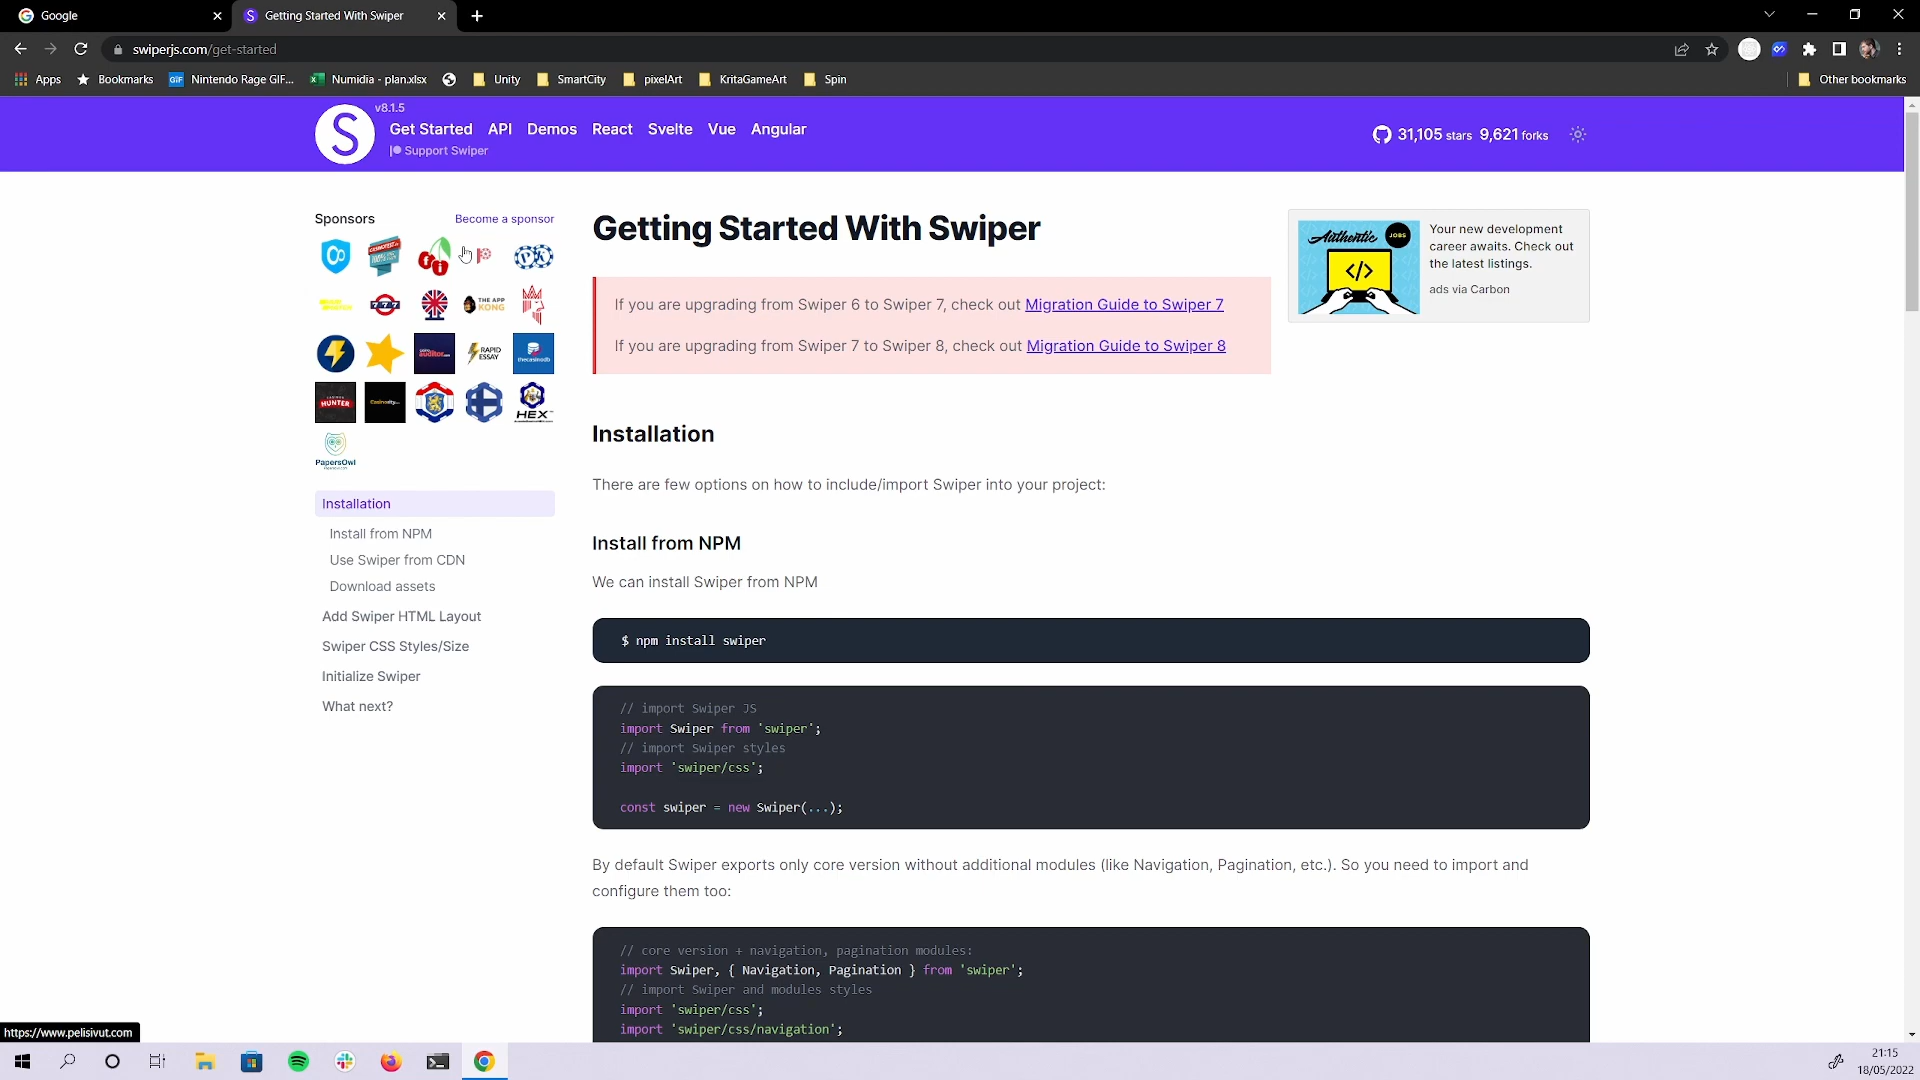 Google
Getting Started With Swiper
swiperjs.com/get-started
Apps
Bookmarks
Nintendo Rage GIF...
Numidia - plan.xlsx
Unity
SmartCity
pixelArt
KritaGameArt
Spin
Other bookmarks
v8.1.5
Get Started API Demos React Svelte Vue Angular
Support Swiper
31,105 stars 9,621 forks
Sponsors
Become a sponsor
THE APP KONG
RAPID ESSAY
thecasinodb
HUNTER
HEX
PapersOwl
Installation
Install from NPM
Use Swiper from CDN
Download assets
Add Swiper HTML Layout
Swiper CSS Styles/Size
Initialize Swiper
What next?
Getting Started With Swiper
If you are upgrading from Swiper 6 to Swiper 7, check out Migration Guide to Swiper 7
If you are upgrading from Swiper 7 to Swiper 8, check out Migration Guide to Swiper 8
Authentic JOBS
</>
Your new development
career awaits. Check out
the latest listings.
ads via Carbon
Installation
There are few options on how to include/import Swiper into your project:
Install from NPM
We can install Swiper from NPM
$ npm install swiper
// import Swiper JS
import Swiper from 'swiper';
// import Swiper styles
import 'swiper/css';
const swiper = new Swiper(...);
By default Swiper exports only core version without additional modules (like Navigation, Pagination, etc.). So you need to import and
configure them too:
// core version + navigation, pagination modules:
import Swiper, { Navigation, Pagination } from 'swiper';
// import Swiper and modules styles
import 'swiper/css';
import 'swiper/css/navigation';
https://www.pelisivut.com
21:15
18/05/2022